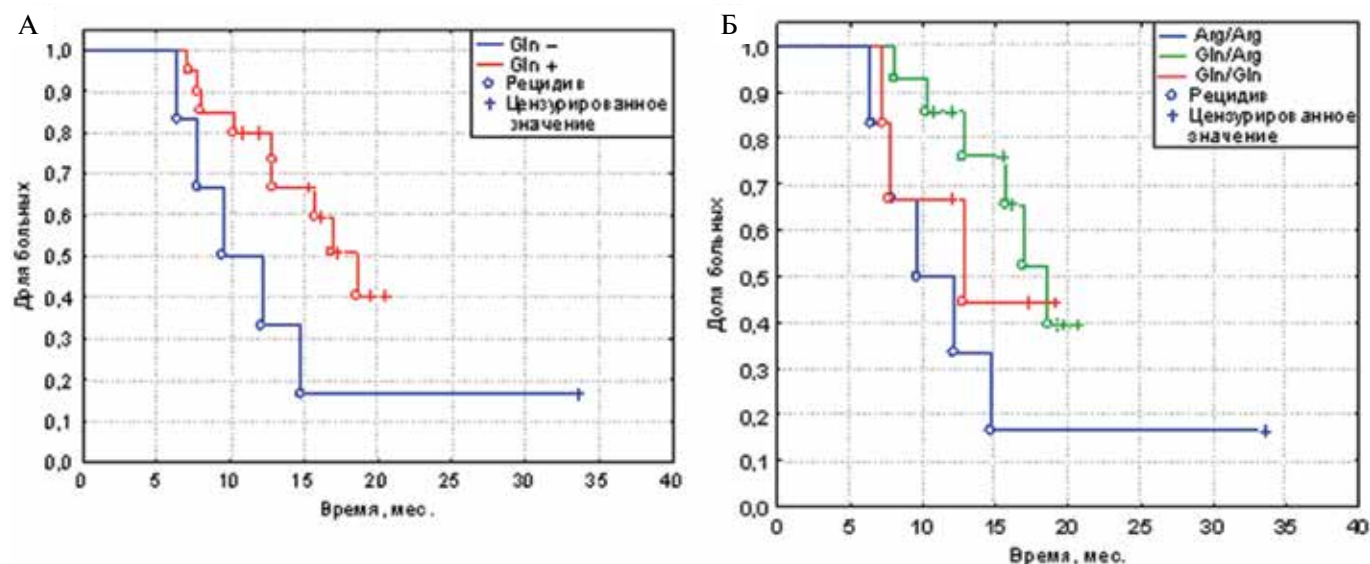 А
Gln –
Gln +
Рецидив
Цензурированное
значение
Доля больных
1,0
0,9
0,8
0,7
0,6
0,5
0,4
0,3
0,2
0,1
0,0
0 5 10 15 20 25 30 35 40
Время, мес.
Б
Arg/Arg
Gln/Arg
Gln/Gln
Рецидив
Цензурированное
значение
Доля больных
1,0
0,9
0,8
0,7
0,6
0,5
0,4
0,3
0,2
0,1
0,0
0 5 10 15 20 25 30 35 40
Время, мес.